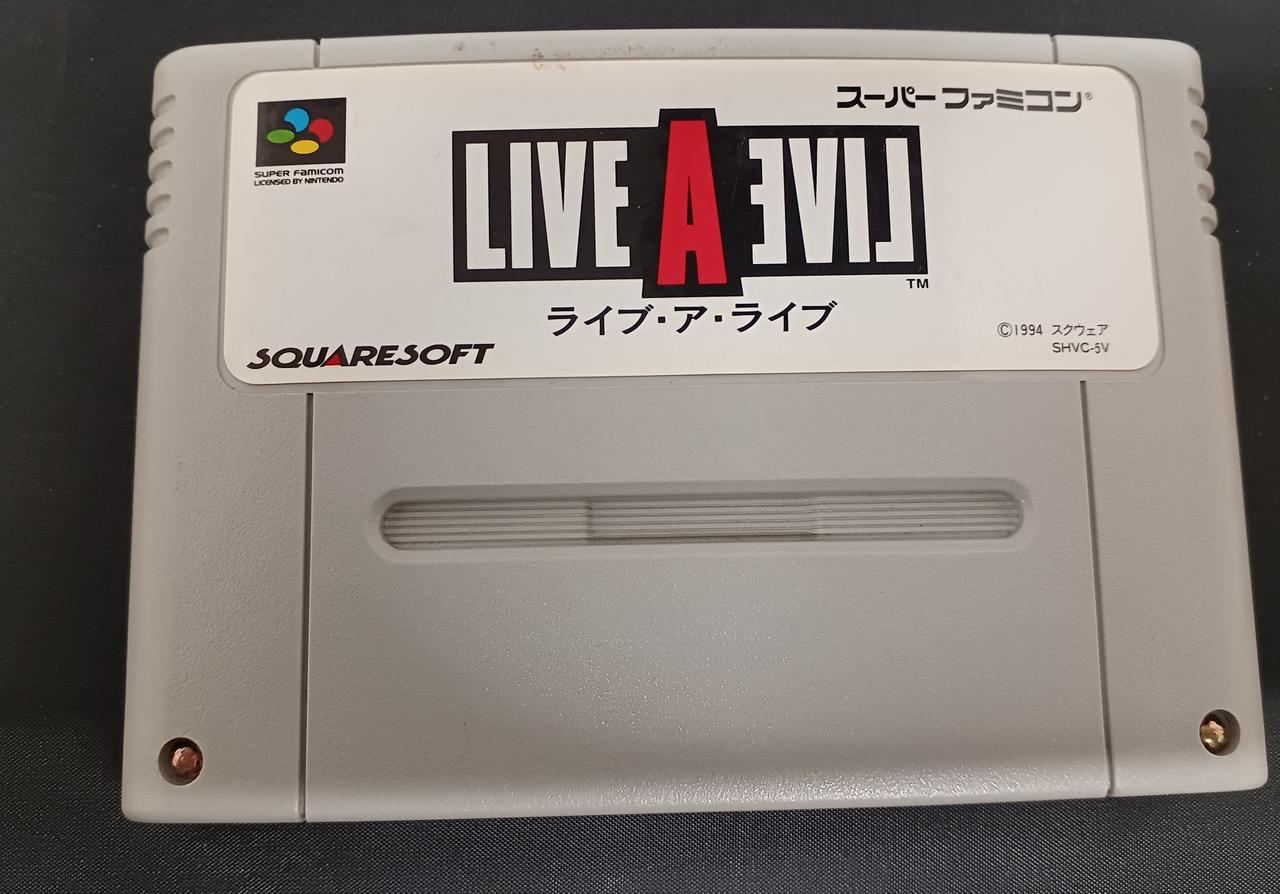 スーパーファミコン®
SUPER FAMICOM
LICENSED BY NINTENDO
LIVE A LIVE
TM
ライブ・ア・ライブ
©1994 スクウェア
SHVC-5V
SQUARESOFT